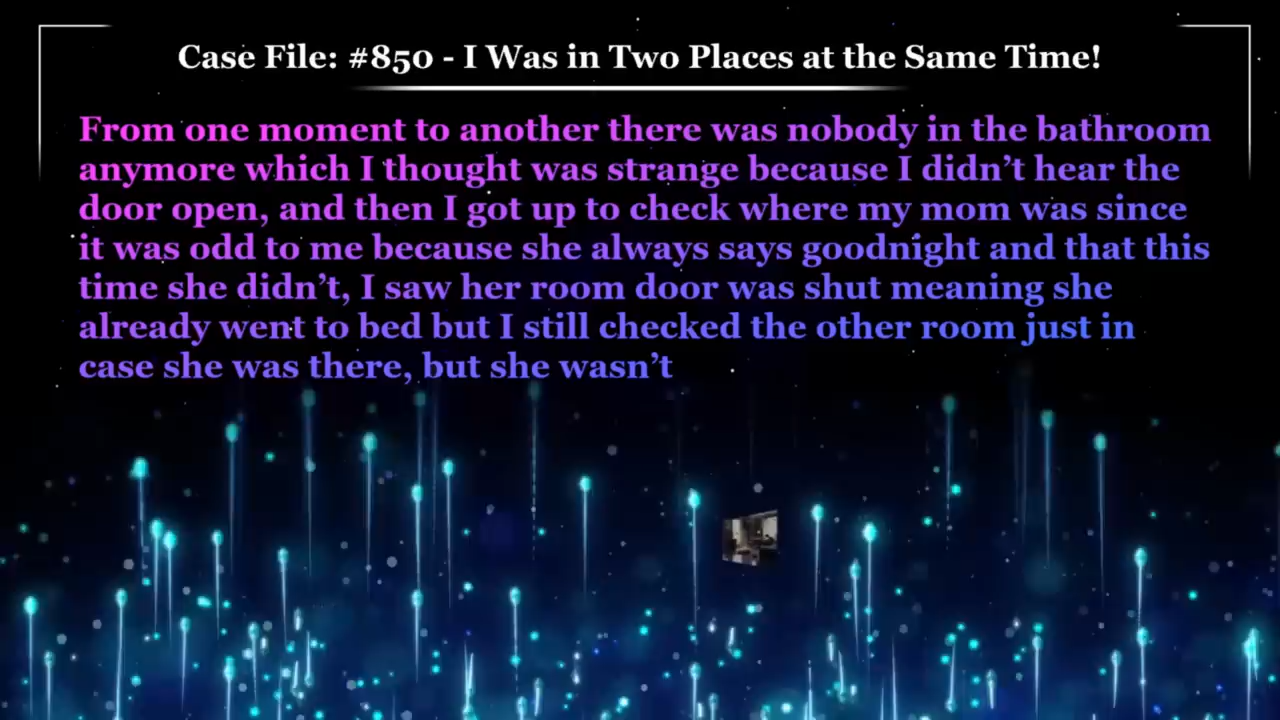 Case File: #850 - I Was in Two Places at the Same Time!
From one moment to another there was nobody in the bathroom
anymore which I thought was strange because I didn’t hear the
door open, and then I got up to check where my mom was since
it was odd to me because she always says goodnight and that this
time she didn’t, I saw her room door was shut meaning she
already went to bed but I still checked the other room just in
case she was there, but she wasn’t